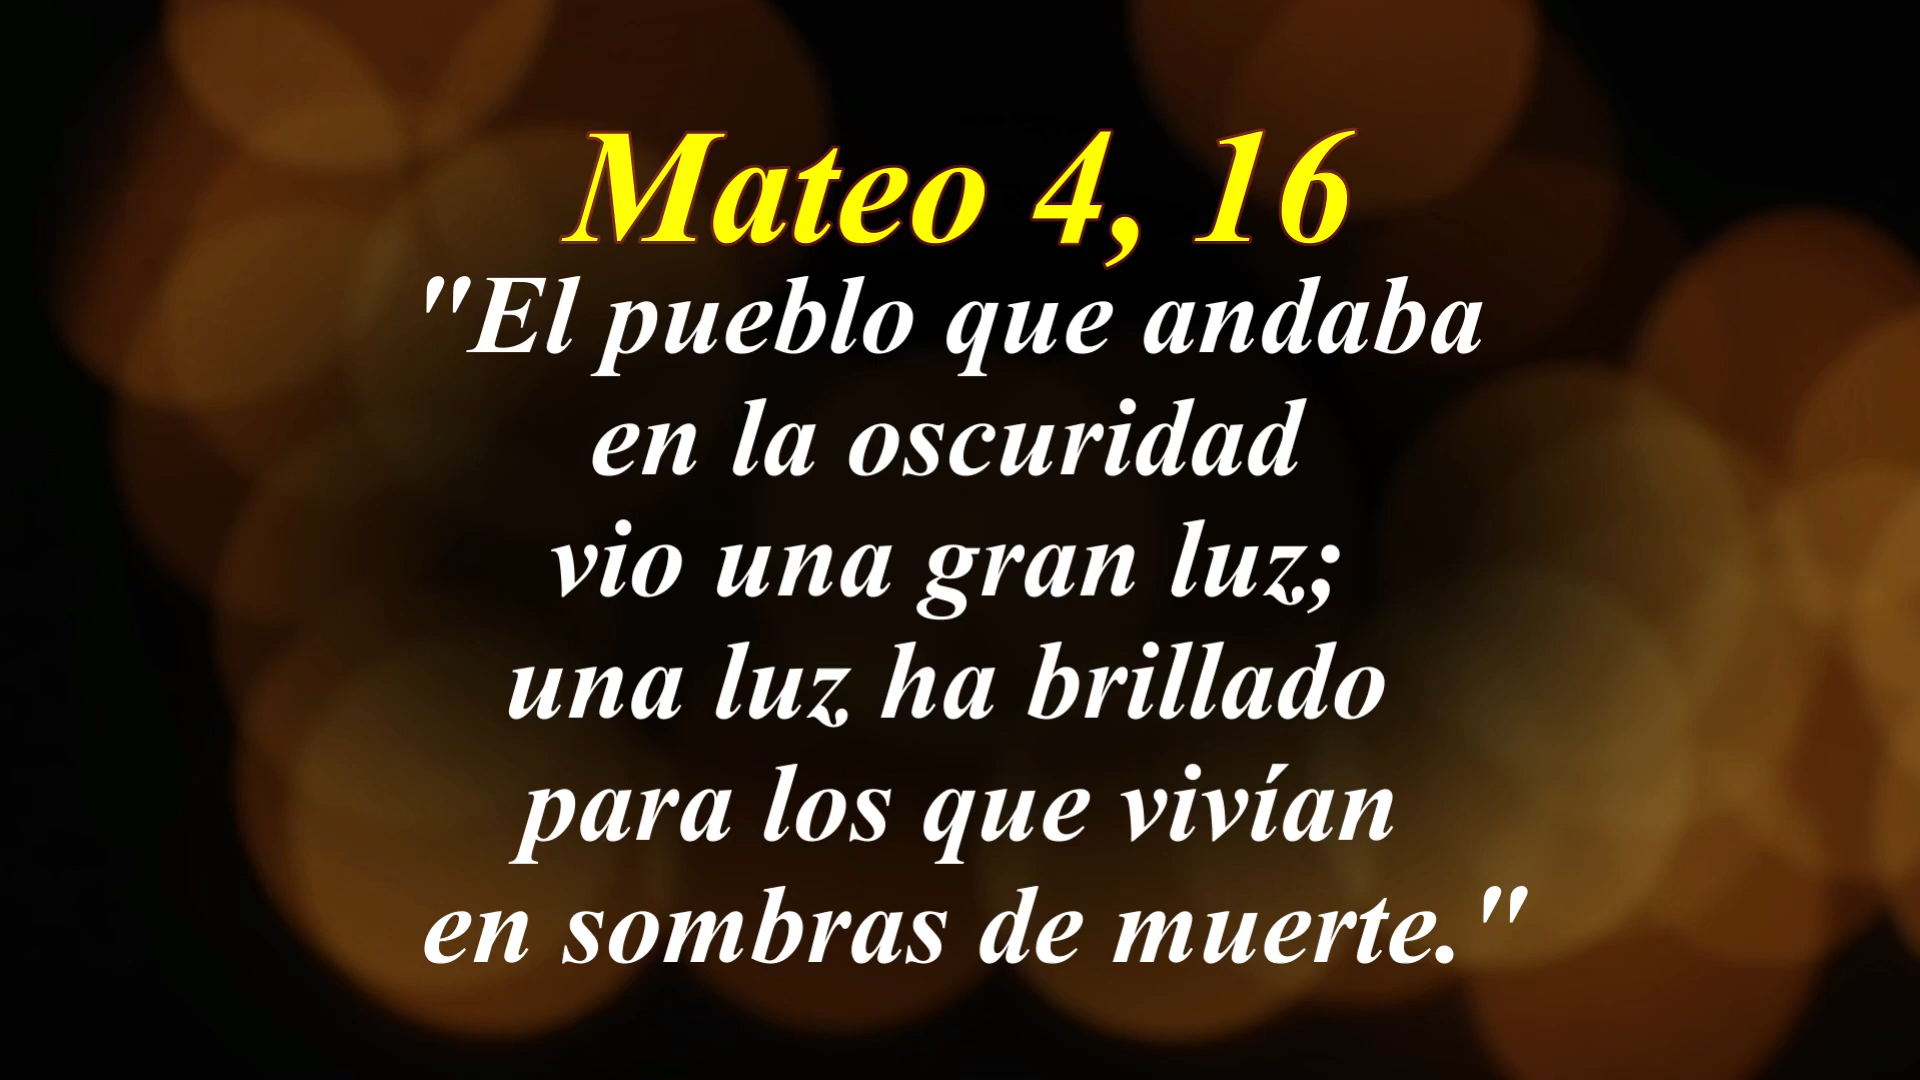 Mateo 4, 16
"El pueblo que andaba
en la oscuridad
vio una gran luz;
una luz ha brillado
para los que vivían
en sombras de muerte."